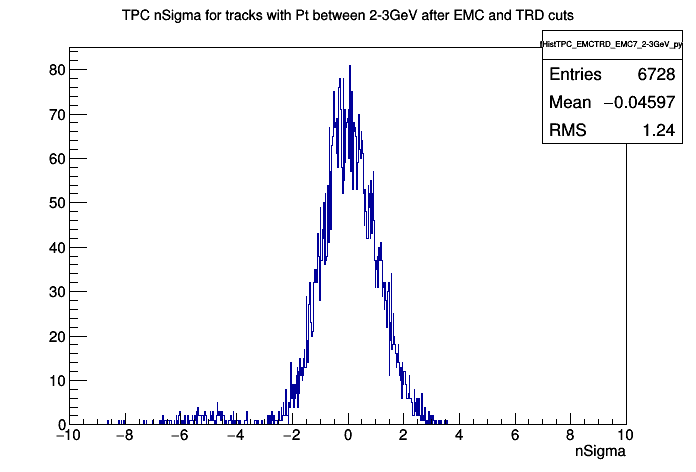 TPC nSigma for tracks with Pt between 2-3GeV after EMC and TRD cuts
HistTPC_EMCTRD_EMC7_2-3GeV_py
Entries 6728
Mean −0.04597
RMS 1.24
80
70
60
50
40
30
20
10
0
−10 −8 −6 −4 −2 0 2 4 6 8 10
nSigma